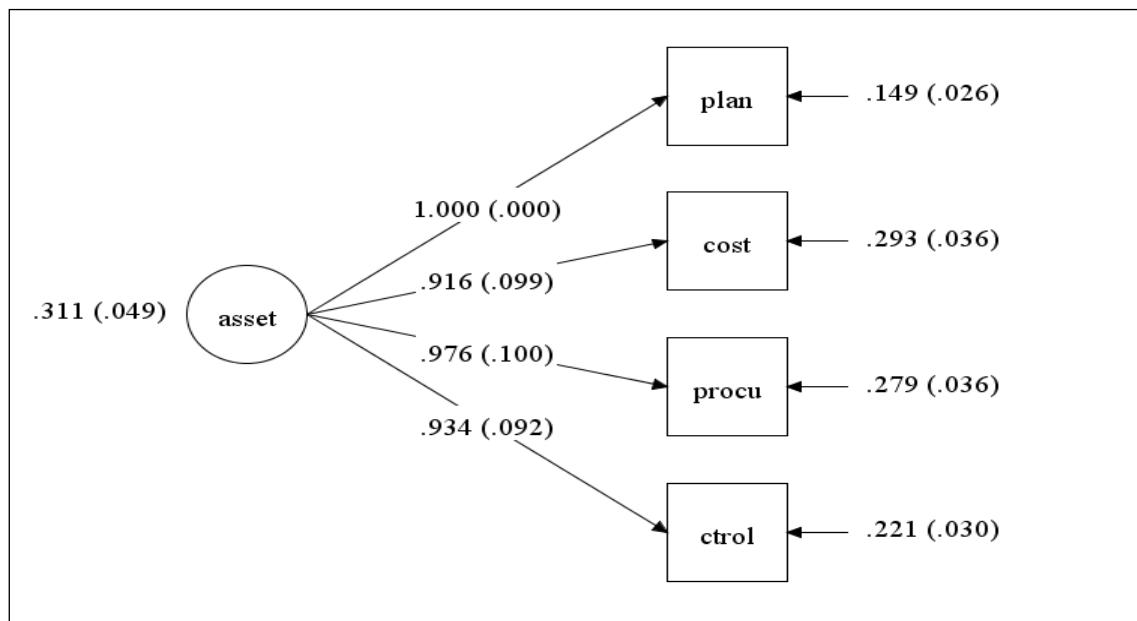 plan
.149 (.026)
1.000 (.000)
cost
.293 (.036)
.916 (.099)
.311 (.049)
asset
.976 (.100)
procu
.279 (.036)
.934 (.092)
ctrol
.221 (.030)